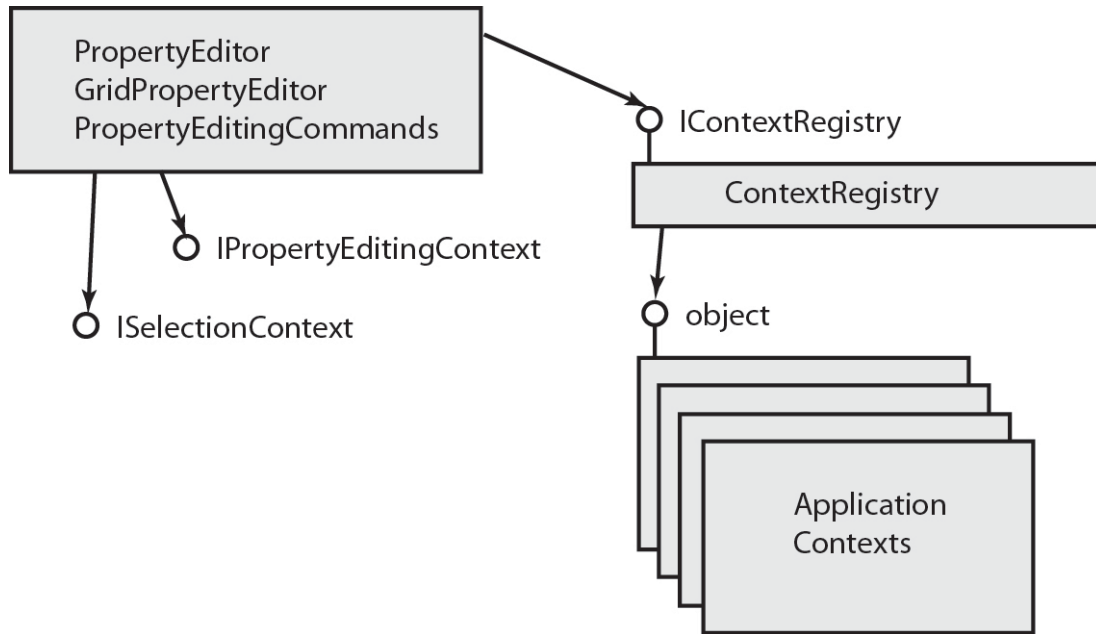 PropertyEditor
GridPropertyEditor
PropertyEditingCommands
IContextRegistry
ContextRegistry
IPropertyEditingContext
ISelectionContext
object
Application
Contexts